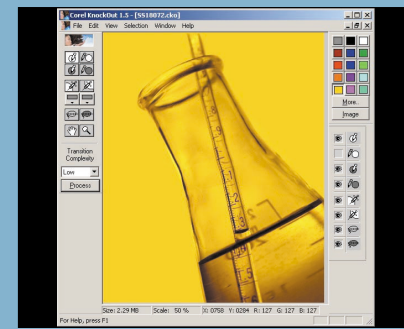 Corel KnockOut 1.5 - [SS18072.cko]
File Edit View Selection Window Help
More...
Image
Transition
Complexity
Low
Process
Size: 2.29 MB Scale: 50 % X: 0758 Y: 0284 R: 127 G: 127 B: 127
For Help, press F1